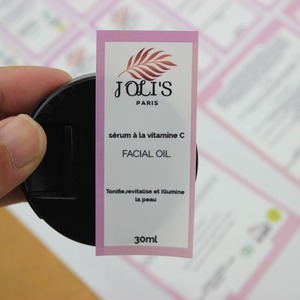 JOLI'S
PARIS
sérum à la vitamine C
FACIAL OIL
Tonifie,revitalise et illumine
la peau
30ml